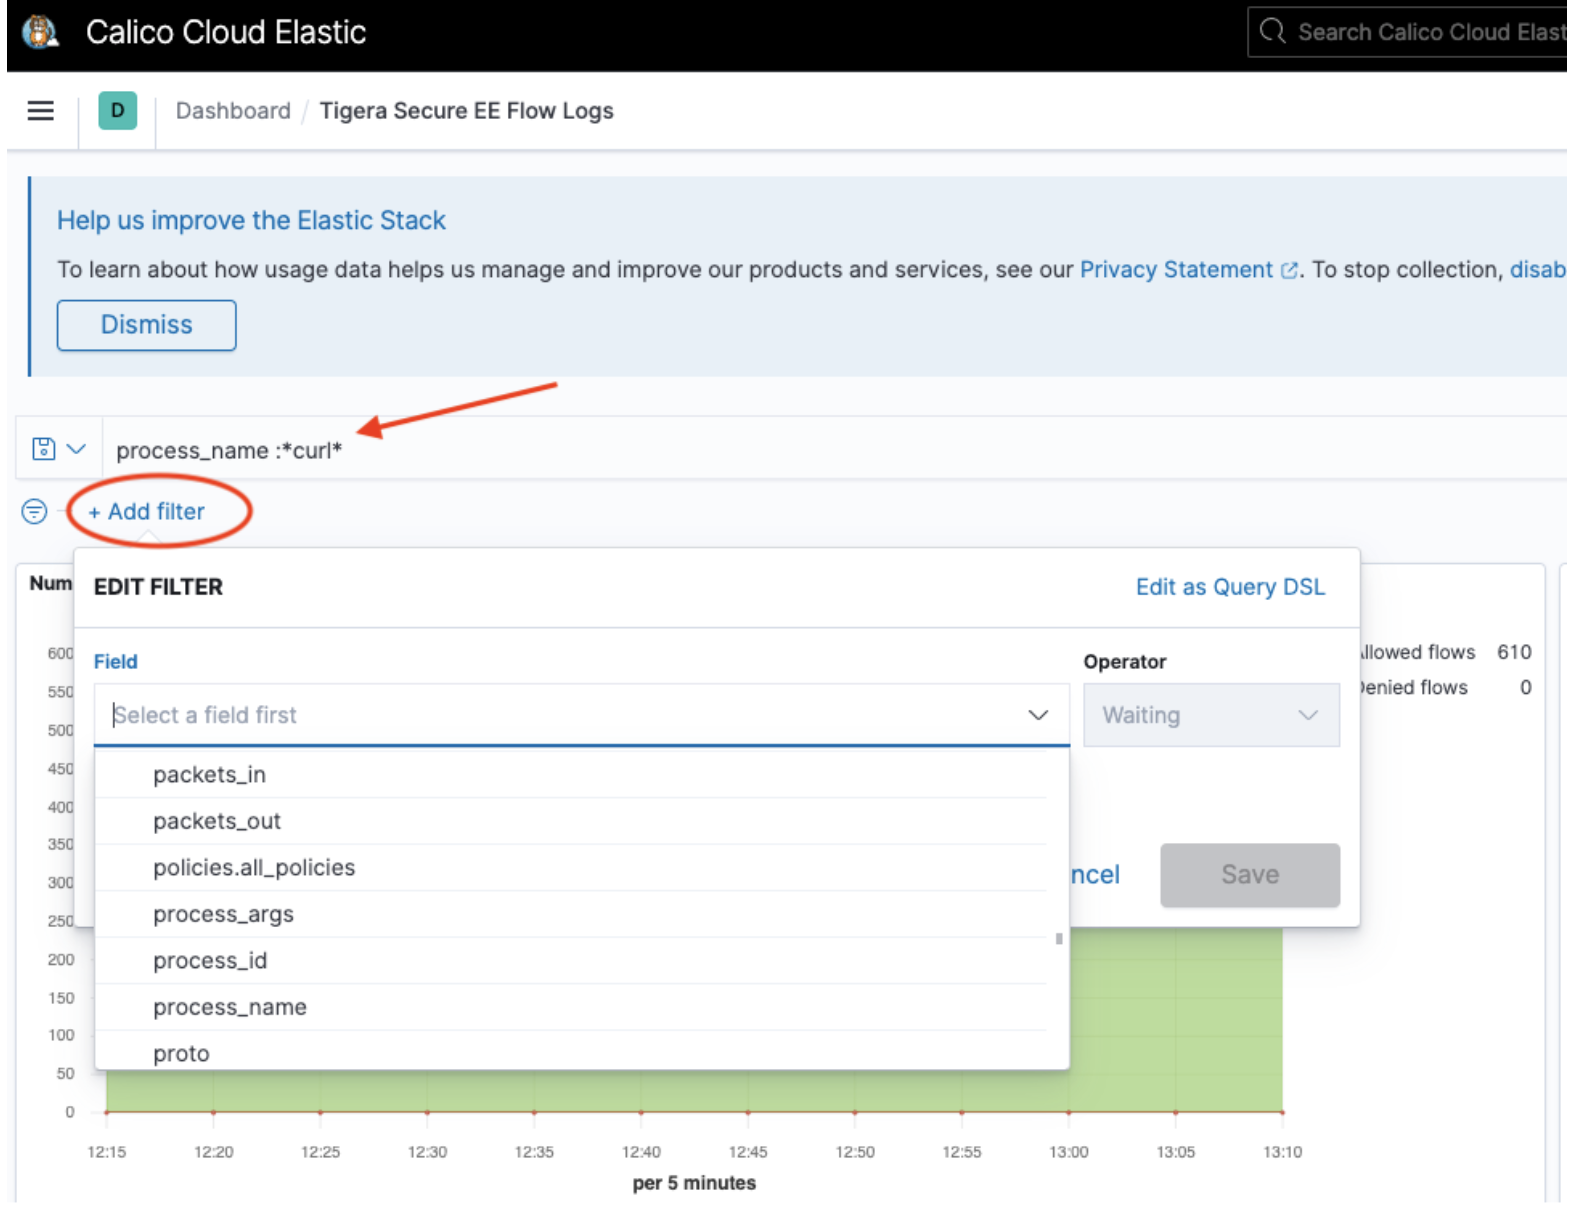 Calico Cloud Elastic
Search Calico Cloud Elast
D
Dashboard / Tigera Secure EE Flow Logs
Help us improve the Elastic Stack
To learn about how usage data helps us manage and improve our products and services, see our Privacy Statement. To stop collection, disab
Dismiss
process_name :*curl*
+ Add filter
Num
EDIT FILTER
Edit as Query DSL
Field
Operator
Select a field first
Waiting
llowed flows 610
enied flows 0
packets_in
packets_out
policies.all_policies
process_args
process_id
process_name
proto
ncel
Save
600
550
500
450
400
350
300
250
200
150
100
50
0
12:15 12:20 12:25 12:30 12:35 12:40 12:45 12:50 12:55 13:00 13:05 13:10
per 5 minutes